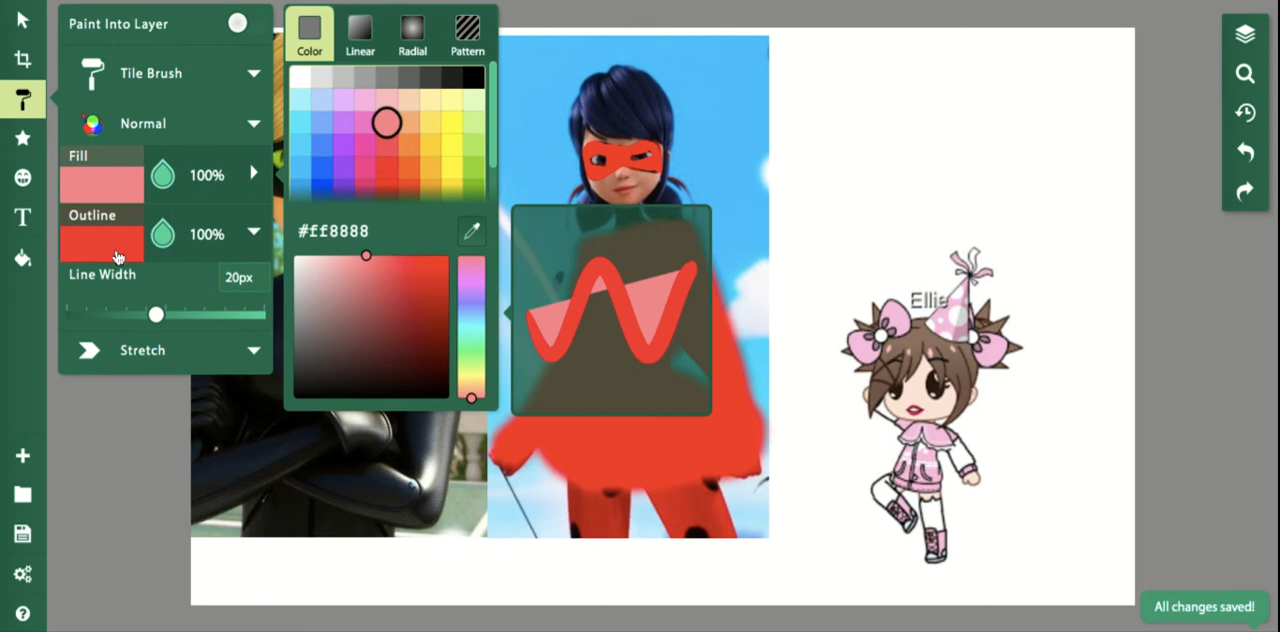 Paint Into Layer
Tile Brush
Normal
Fill
100%
Outline
100%
Line Width
20px
Stretch
Color
Linear
Radial
Pattern
#ff8888
T
Ellie
?
All changes saved!